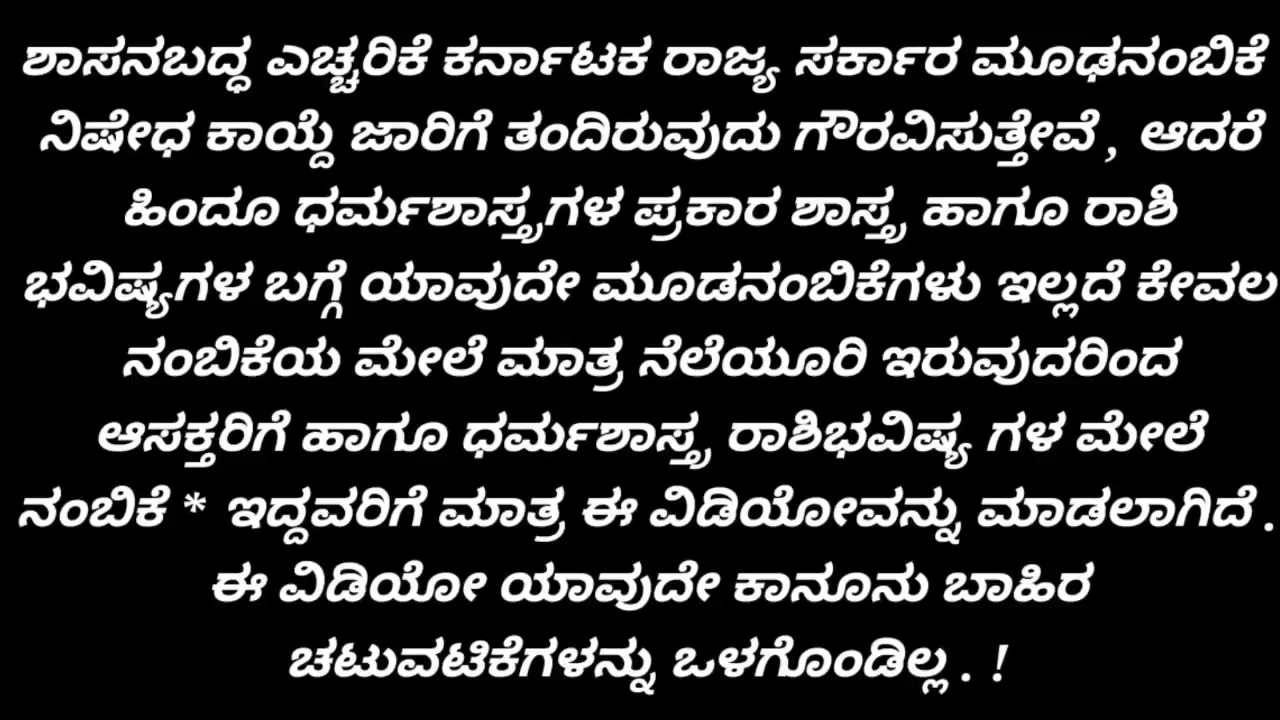 ಶಾಸನಬದ್ಧ ಎಚ್ಚರಿಕೆ ಕರ್ನಾಟಕ ರಾಜ್ಯ ಸರ್ಕಾರ ಮೂಢನಂಬಿಕೆ
ನಿಷೇಧ ಕಾಯ್ದೆ ಜಾರಿಗೆ ತಂದಿರುವುದು ಗೌರವಿಸುತ್ತೇವೆ , ಆದರೆ
ಹಿಂದೂ ಧರ್ಮಶಾಸ್ತ್ರಗಳ ಪ್ರಕಾರ ಶಾಸ್ತ್ರ ಹಾಗೂ ರಾಶಿ
ಭವಿಷ್ಯಗಳ ಬಗ್ಗೆ ಯಾವುದೇ ಮೂಡನಂಬಿಕೆಗಳು ಇಲ್ಲದೆ ಕೇವಲ
ನಂಬಿಕೆಯ ಮೇಲೆ ಮಾತ್ರ ನೆಲೆಯೂರಿ ಇರುವುದರಿಂದ
ಆಸಕ್ತರಿಗೆ ಹಾಗೂ ಧರ್ಮಶಾಸ್ತ್ರ ರಾಶಿಭವಿಷ್ಯ ಗಳ ಮೇಲೆ
ನಂಬಿಕೆ * ಇದ್ದವರಿಗೆ ಮಾತ್ರ ಈ ವಿಡಿಯೋವನ್ನು ಮಾಡಲಾಗಿದೆ .
ಈ ವಿಡಿಯೋ ಯಾವುದೇ ಕಾನೂನು ಬಾಹಿರ
ಚಟುವಟಿಕೆಗಳನ್ನು ಒಳಗೊಂಡಿಲ್ಲ . !